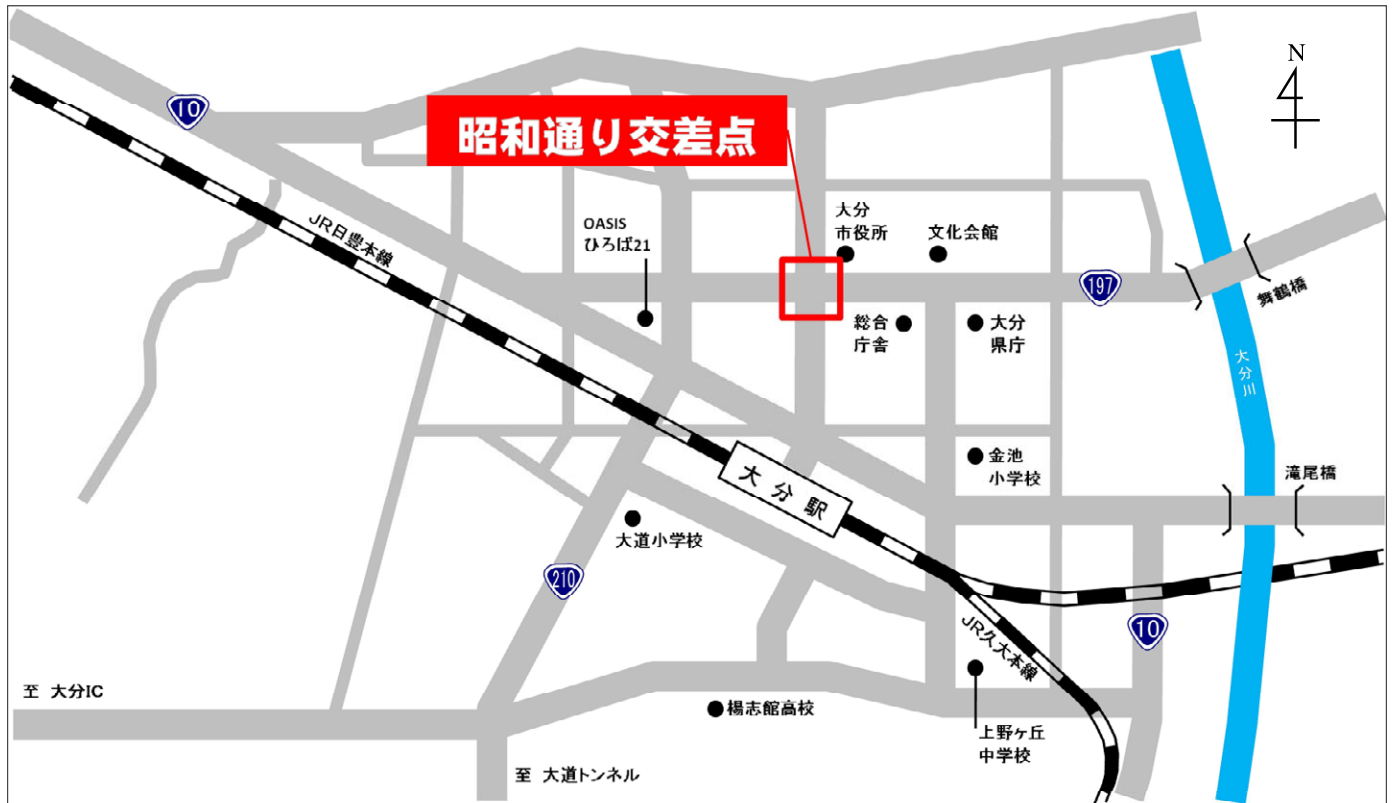 N
10
昭和通り交差点
JR日豊本線
OASIS
ひろば21
大分
市役所
文化会館
197
舞鶴橋
総合
庁舎
大分
県庁
大分川
金池
小学校
滝尾橋
大分駅
大道小学校
210
JR久大本線
10
至 大分IC
楊志館高校
上野ヶ丘
中学校
至 大道トンネル